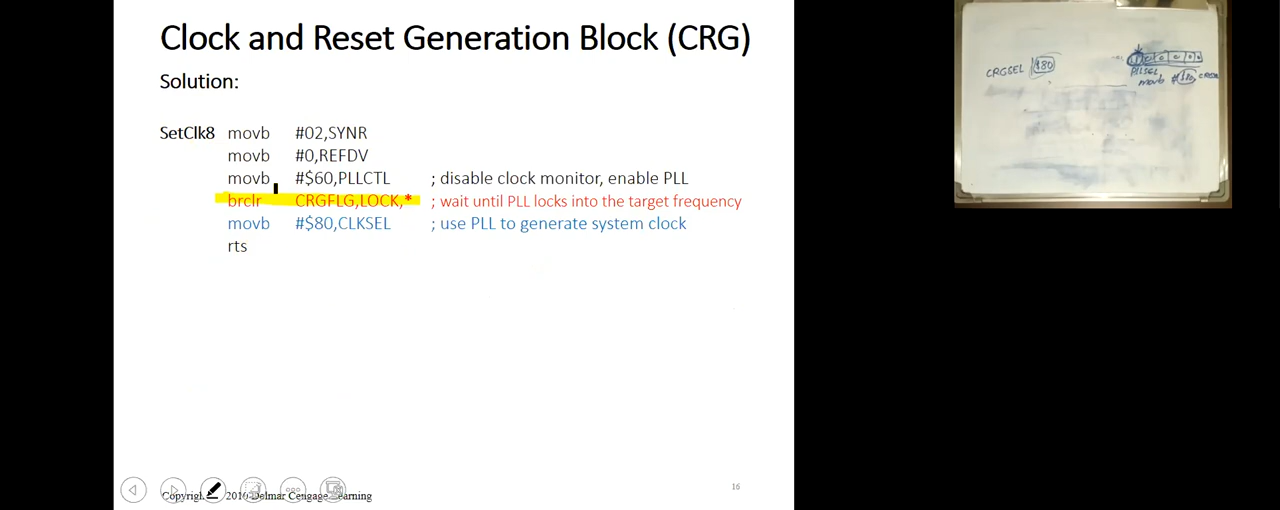 Clock and Reset Generation Block (CRG)
Solution:
SetClk8 movb #02,SYNR
movb #0,REFDV
movb #$60,PLLCTL ; disable clock monitor, enable PLL
brclr CRGFLG,LOCK,* ; wait until PLL locks into the target frequency
movb #$80,CLKSEL ; use PLL to generate system clock
rts
16
2010 Delmar Cengage Learning
CRGSEL $80
PLLSEL
movb #$80,